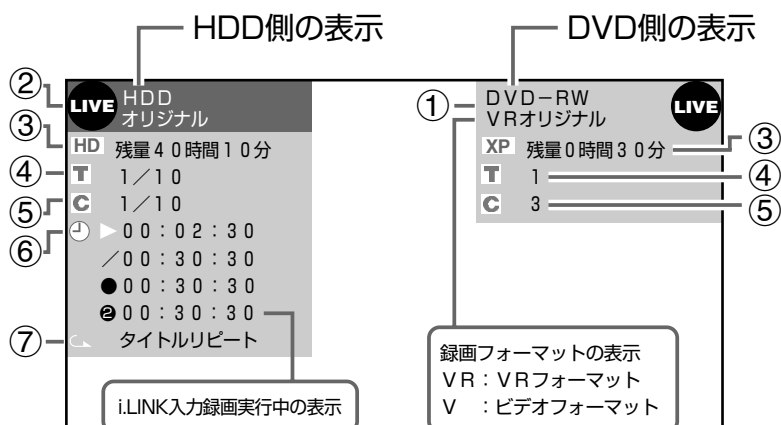 HDD側の表示
DVD側の表示
②
LIVE
HDD
オリジナル
③
HD 残量40時間10分
④
T 1/10
⑤
C 1/10
⑥
▷00:02:30
/00:30:30
●00:30:30
❷00:30:30
⑦
タイトルリピート
i.LINK入力録画実行中の表示
①
DVD-RW
VRオリジナル
LIVE
XP 残量0時間30分
③
T 1
④
C 3
⑤
録画フォーマットの表示
VR:VRフォーマット
V :ビデオフォーマット